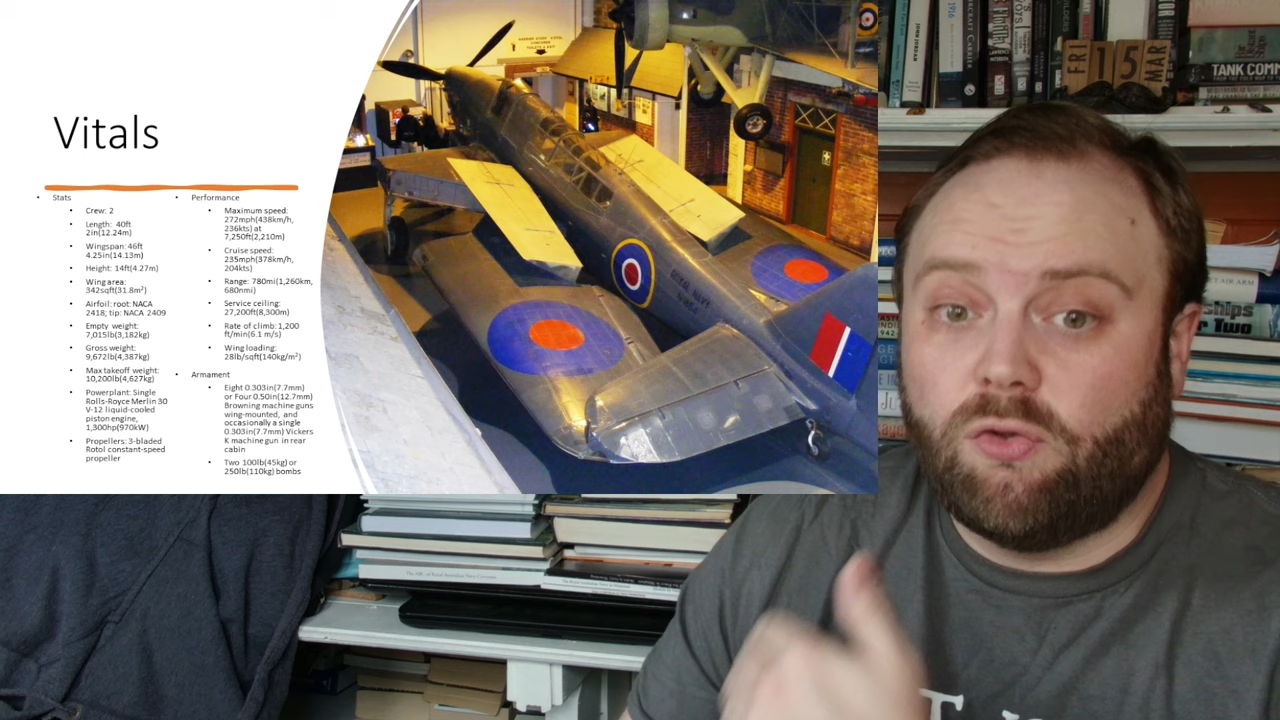 Vitals
Stats
Crew: 2
Length: 40ft
2in(12.24m)
Wingspan: 46ft
4.25in(14.13m)
Height: 14ft(4.27m)
Wing area:
342sqft(31.8m²)
Airfoil: root: NACA
2418; tip: NACA 2409
Empty weight:
7,015lb(3,182kg)
Gross weight:
9,672lb(4,387kg)
Max takeoff weight:
10,200lb(4,627kg)
Powerplant: Single
Rolls-Royce Merlin 30
V-12 liquid-cooled
piston engine,
1,300hp(970kW)
Propellers: 3-bladed
Rotol constant-speed
propeller
Performance
Maximum speed:
272mph(438km/h,
236kts) at
7,250ft(2,210m)
Cruise speed:
235mph(378km/h,
204kts)
Range: 780mi(1,260km,
680nmi)
Service ceiling:
27,200ft(8,300m)
Rate of climb: 1,200
ft/min(6.1 m/s)
Wing loading:
28lb/sqft(140kg/m²)
Armament
Eight 0.303in(7.7mm)
or Four 0.50in(12.7mm)
Browning machine guns
wing-mounted, and
occasionally a single
0.303in(7.7mm) Vickers
K machine gun in rear
cabin
Two 100lb(45kg) or
250lb(110kg) bombs
ROYAL NAVY
FRI 15 MAR
1916
TANK COMM